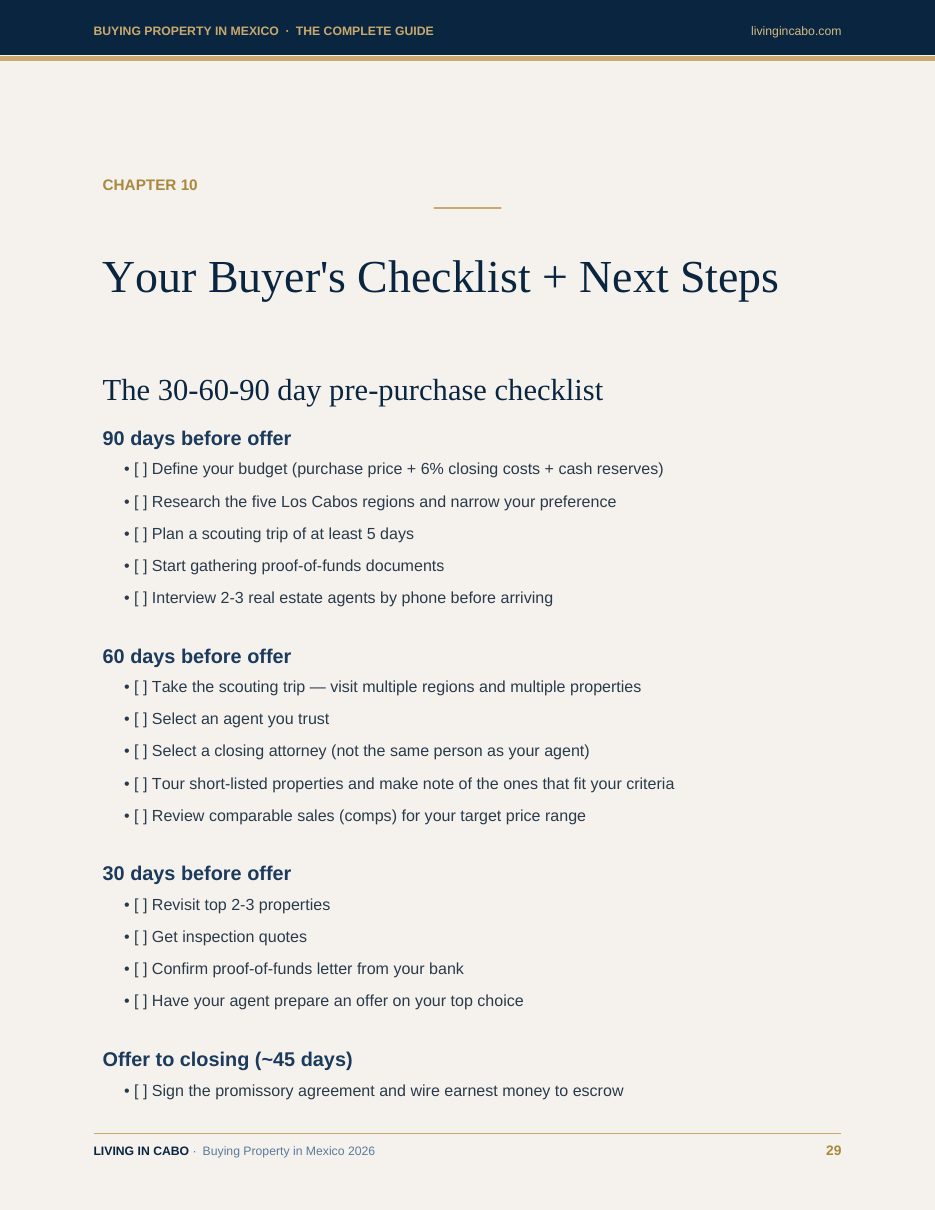 BUYING PROPERTY IN MEXICO · THE COMPLETE GUIDE
livingincabo.com
CHAPTER 10
Your Buyer's Checklist + Next Steps
The 30-60-90 day pre-purchase checklist
90 days before offer
• [ ] Define your budget (purchase price + 6% closing costs + cash reserves)
• [ ] Research the five Los Cabos regions and narrow your preference
• [ ] Plan a scouting trip of at least 5 days
• [ ] Start gathering proof-of-funds documents
• [ ] Interview 2-3 real estate agents by phone before arriving
60 days before offer
• [ ] Take the scouting trip — visit multiple regions and multiple properties
• [ ] Select an agent you trust
• [ ] Select a closing attorney (not the same person as your agent)
• [ ] Tour short-listed properties and make note of the ones that fit your criteria
• [ ] Review comparable sales (comps) for your target price range
30 days before offer
• [ ] Revisit top 2-3 properties
• [ ] Get inspection quotes
• [ ] Confirm proof-of-funds letter from your bank
• [ ] Have your agent prepare an offer on your top choice
Offer to closing (~45 days)
• [ ] Sign the promissory agreement and wire earnest money to escrow
LIVING IN CABO · Buying Property in Mexico 2026
29